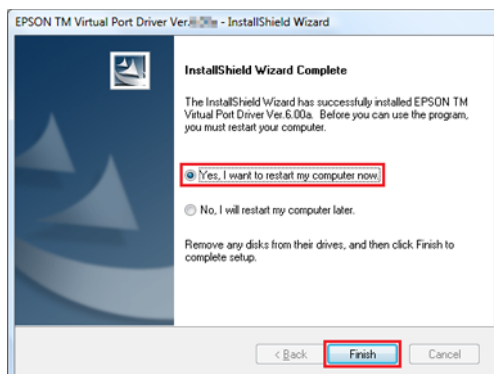 EPSON TM Virtual Port Driver Ver. - InstallShield Wizard
InstallShield Wizard Complete
The InstallShield Wizard has successfully installed EPSON TM
Virtual Port Driver Ver.6.00a. Before you can use the program,
you must restart your computer.
Yes, I want to restart my computer now.
No, I will restart my computer later.
Remove any disks from their drives, and then click Finish to
complete setup.
< Back
Finish
Cancel